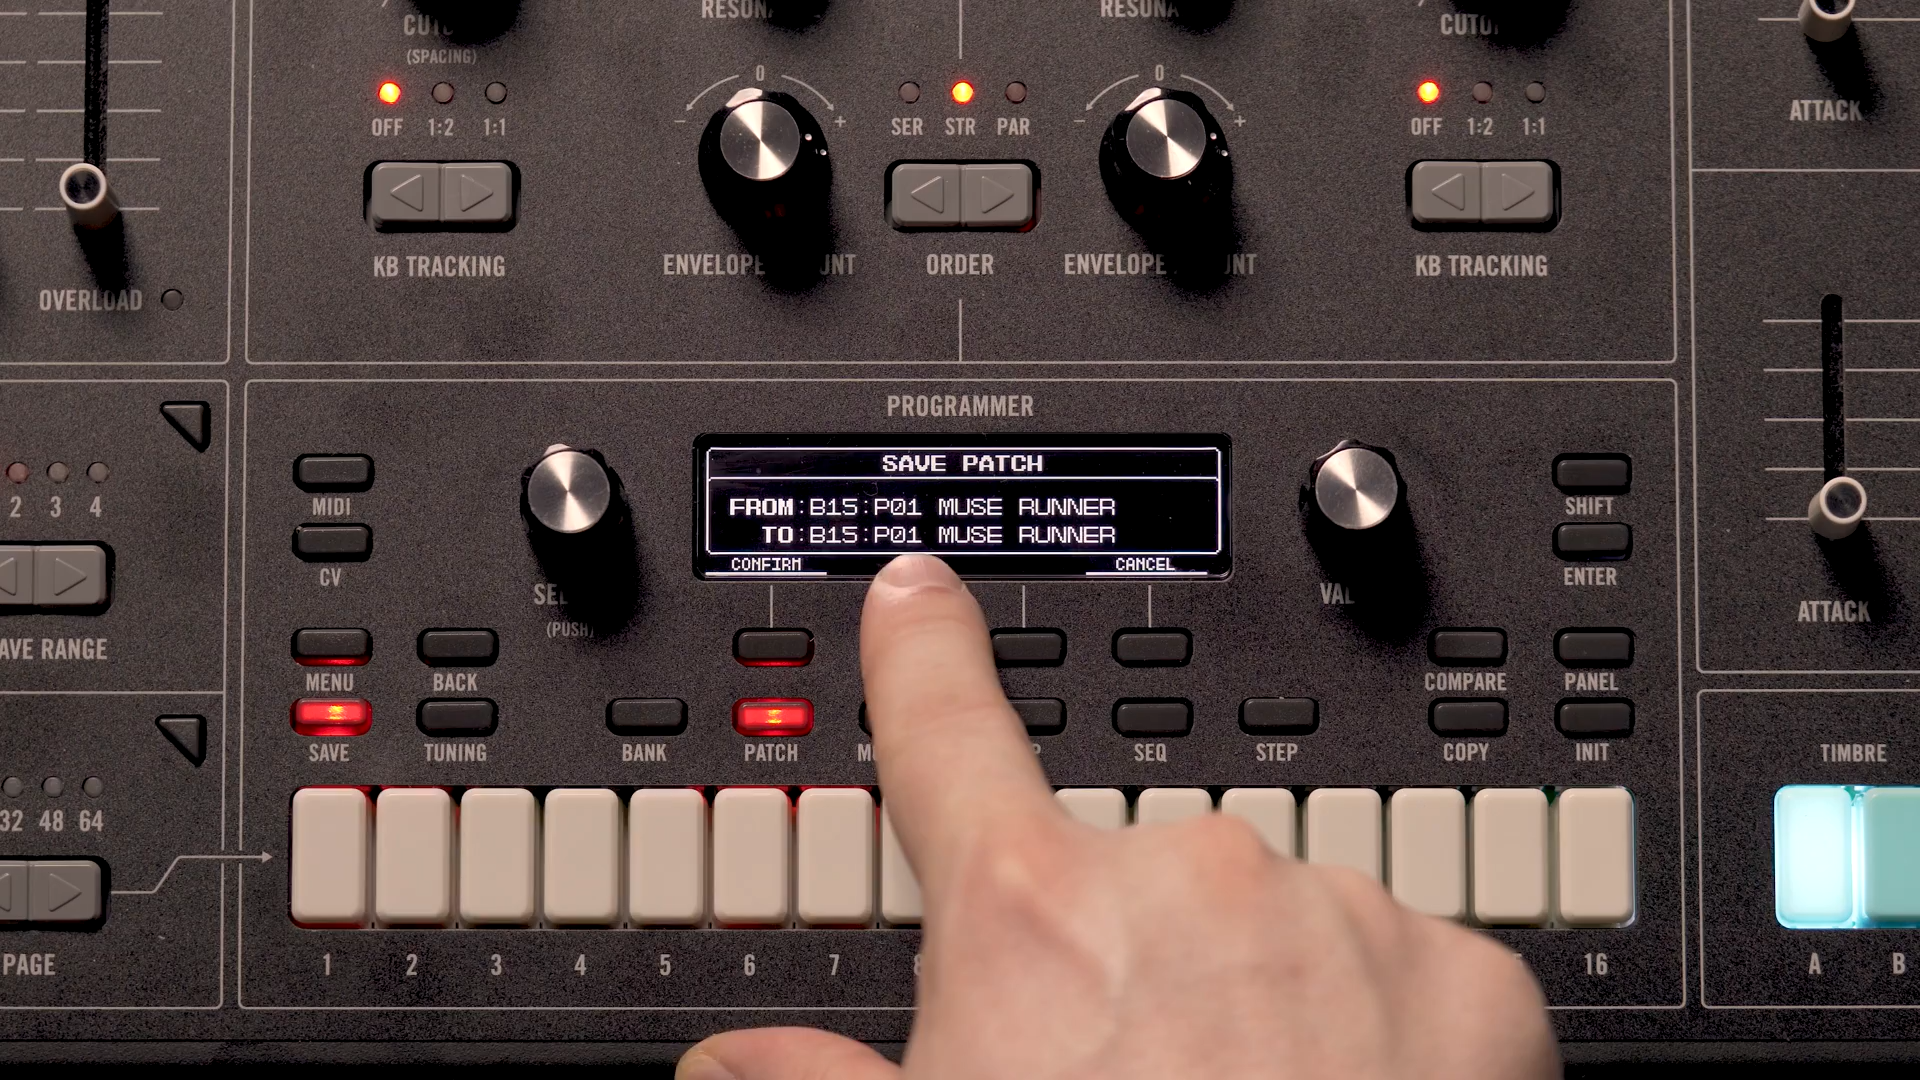 RESON
RESON
CUTO
(SPACING)
0
0
OFF 1:2 1:1
- +
SER STR PAR
- +
OFF 1:2 1:1
ATTACK
KB TRACKING
ENVELOPE
ORDER
ENVELOPE
KB TRACKING
OVERLOAD
PROGRAMMER
SAVE PATCH
FROM:B15:P01 MUSE RUNNER
TO:B15:P01 MUSE RUNNER
CONFIRM CANCEL
2 3 4
MIDI
SHIFT
CV
ENTER
(PUSH)
ATTACK
RANGE
MENU BACK
COMPARE PANEL
SAVE TUNING BANK PATCH SEQ STEP COPY INIT
TIMBRE
32 48 64
PAGE
1 2 3 4 5 6 7 8 16
A B